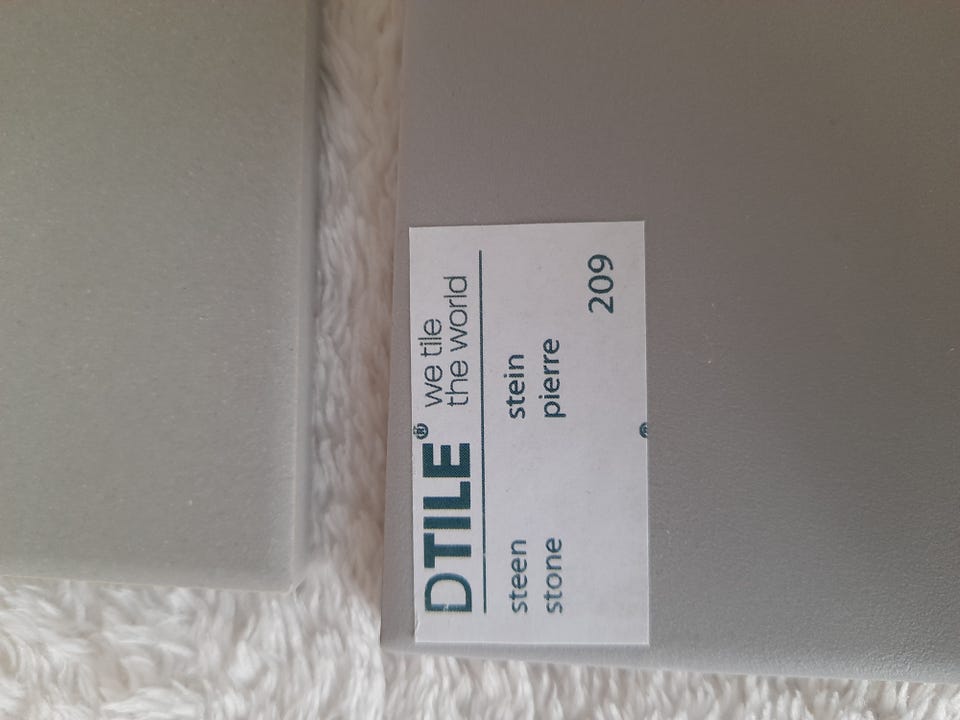 DTILE® we tile
the world
steen stein
stone pierre
209
®